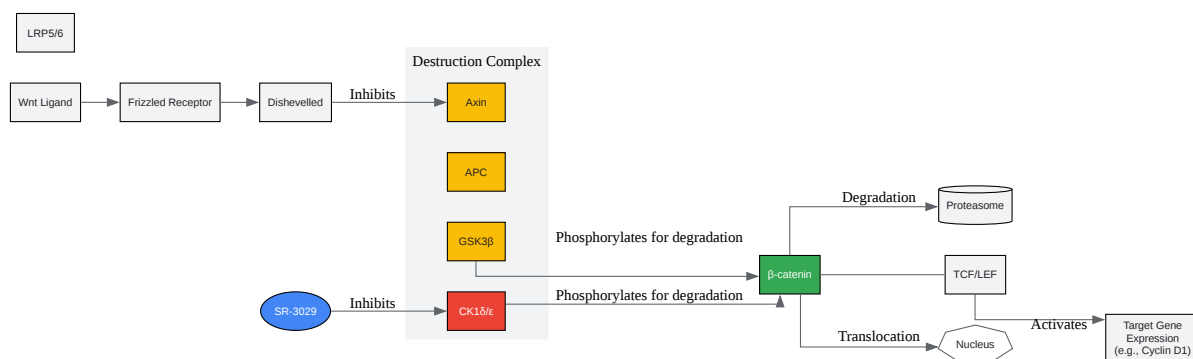 LRP5/6
Destruction Complex
Wnt Ligand
Frizzled Receptor
Dishevelled
Inhibits
Axin
APC
GSK3β
Phosphorylates for degradation
SR-3029
Inhibits
CK1δ/ε
Phosphorylates for degradation
β-catenin
Degradation
Proteasome
TCF/LEF
Translocation
Nucleus
Activates
Target Gene
Expression
(e.g., Cyclin D1)